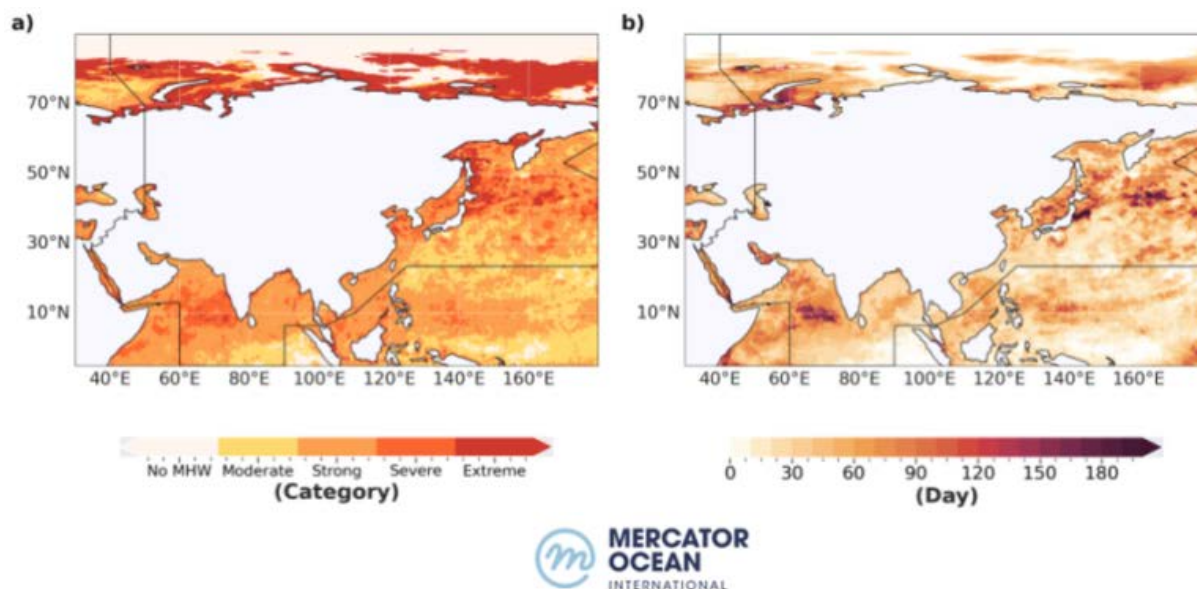 a)
b)
70°N
50°N
30°N
10°N
40°E 60°E 80°E 100°E 120°E 140°E 160°E
70°N
50°N
30°N
10°N
40°E 60°E 80°E 100°E 120°E 140°E 160°E
No MHW Moderate Strong Severe Extreme
(Category)
0 30 60 90 120 150 180
(Day)
m
MERCATOR
OCEAN
INTERNATIONAL